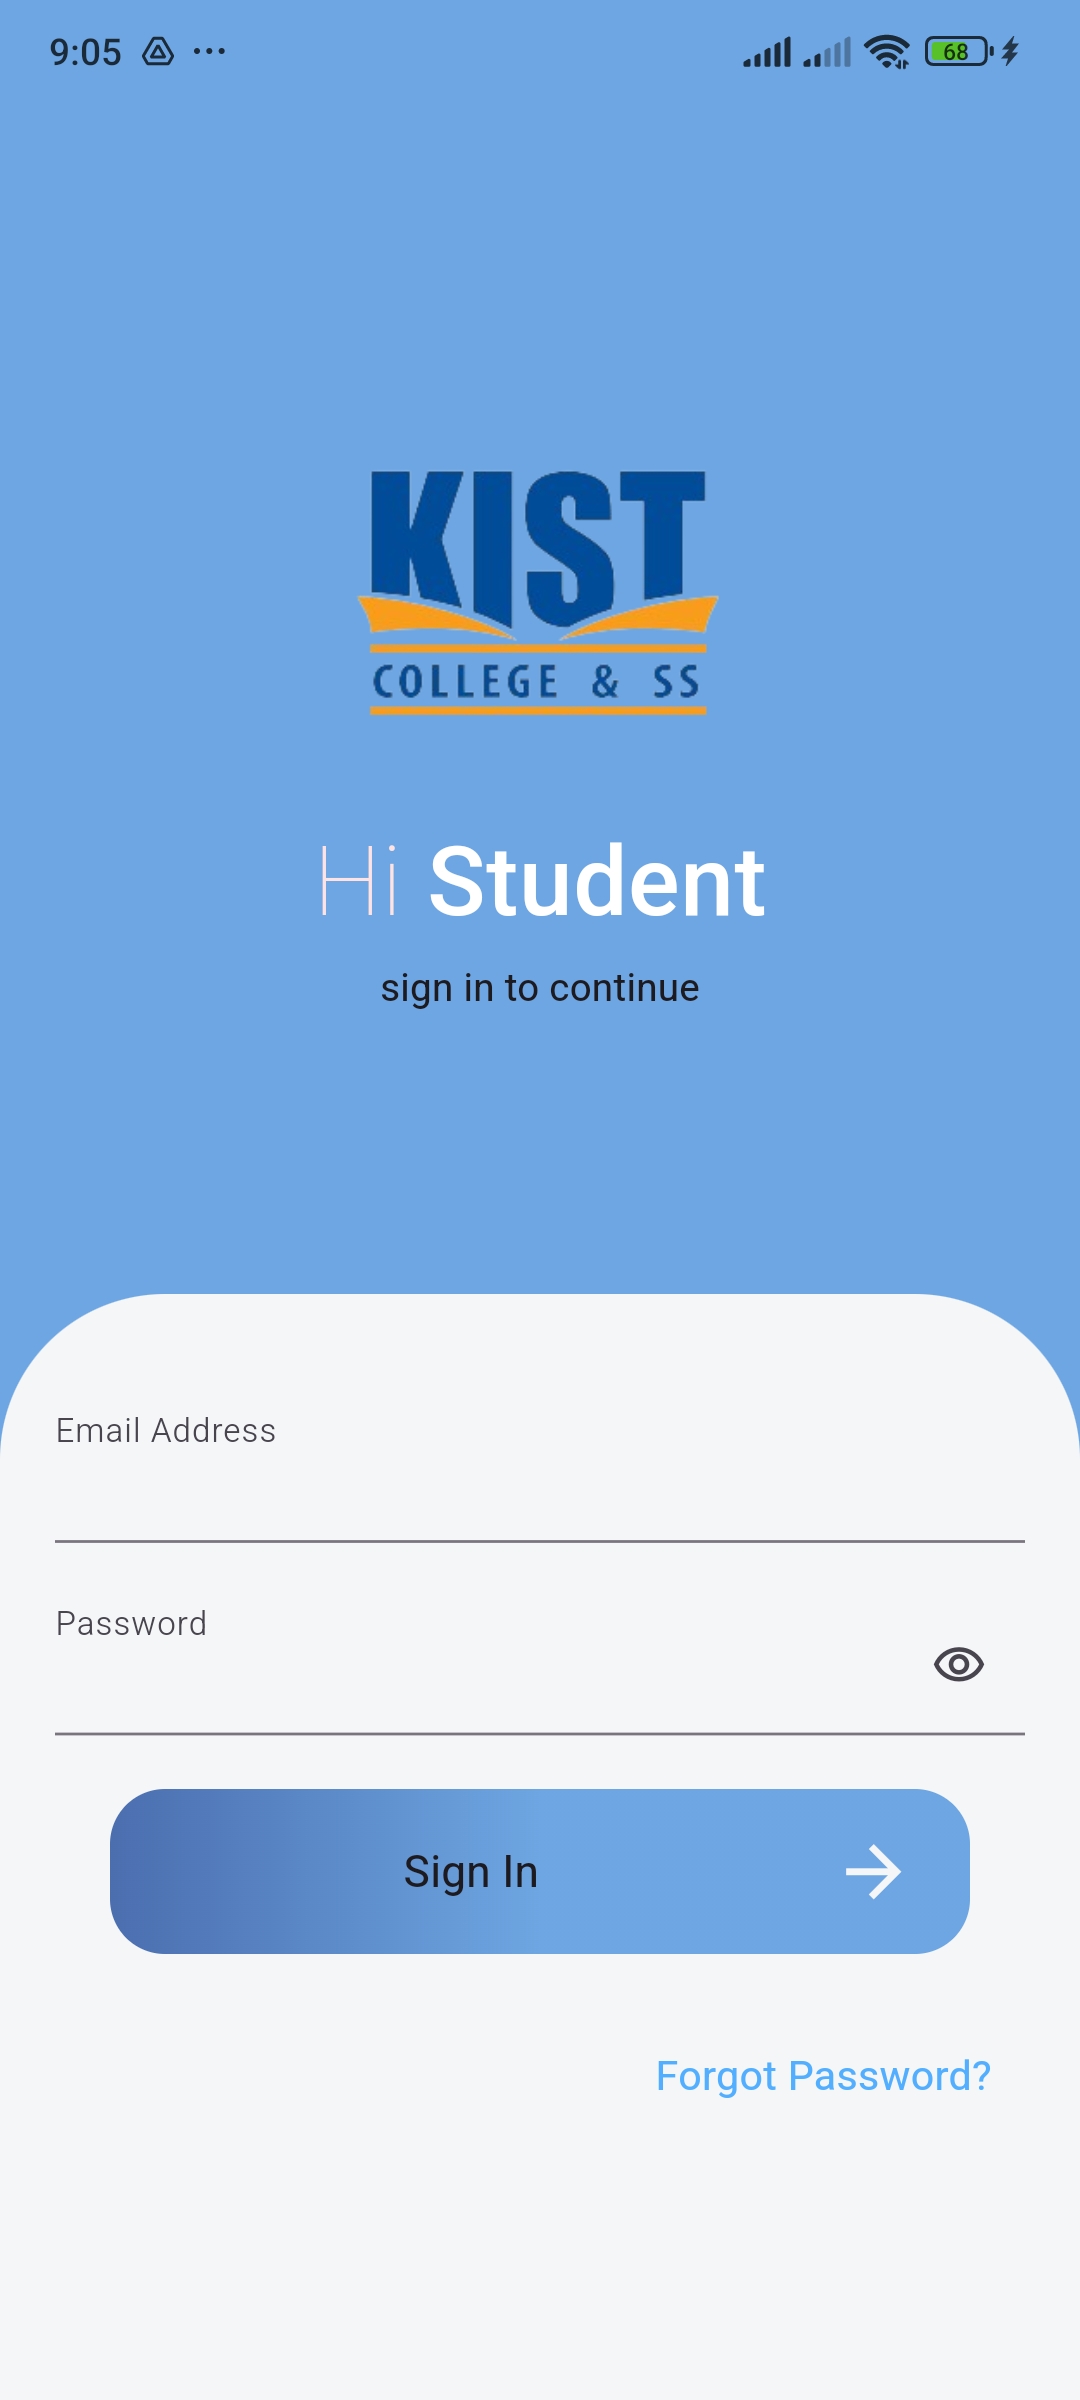 9:05
68
KIST
COLLEGE & SS
Hi Student
sign in to continue
Email Address
Password
Sign In
Forgot Password?